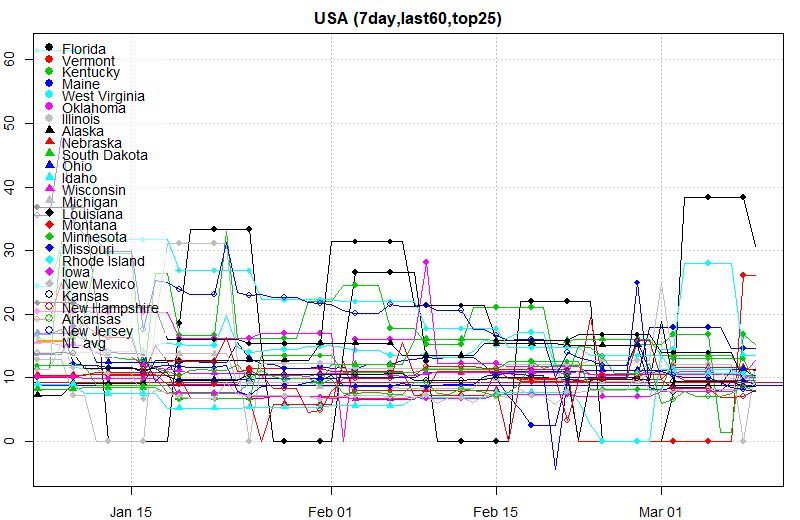 USA (7day,last60,top25)
60
50
40
30
20
10
0
Florida
Vermont
Kentucky
Maine
West Virginia
Oklahoma
Illinois
Alaska
Nebraska
South Dakota
Ohio
Idaho
Wisconsin
Michigan
Louisiana
Montana
Minnesota
Missouri
Rhode Island
Iowa
New Mexico
Kansas
New Hampshire
Arkansas
New Jersey
NL avg
Jan 15
Feb 01
Feb 15
Mar 01